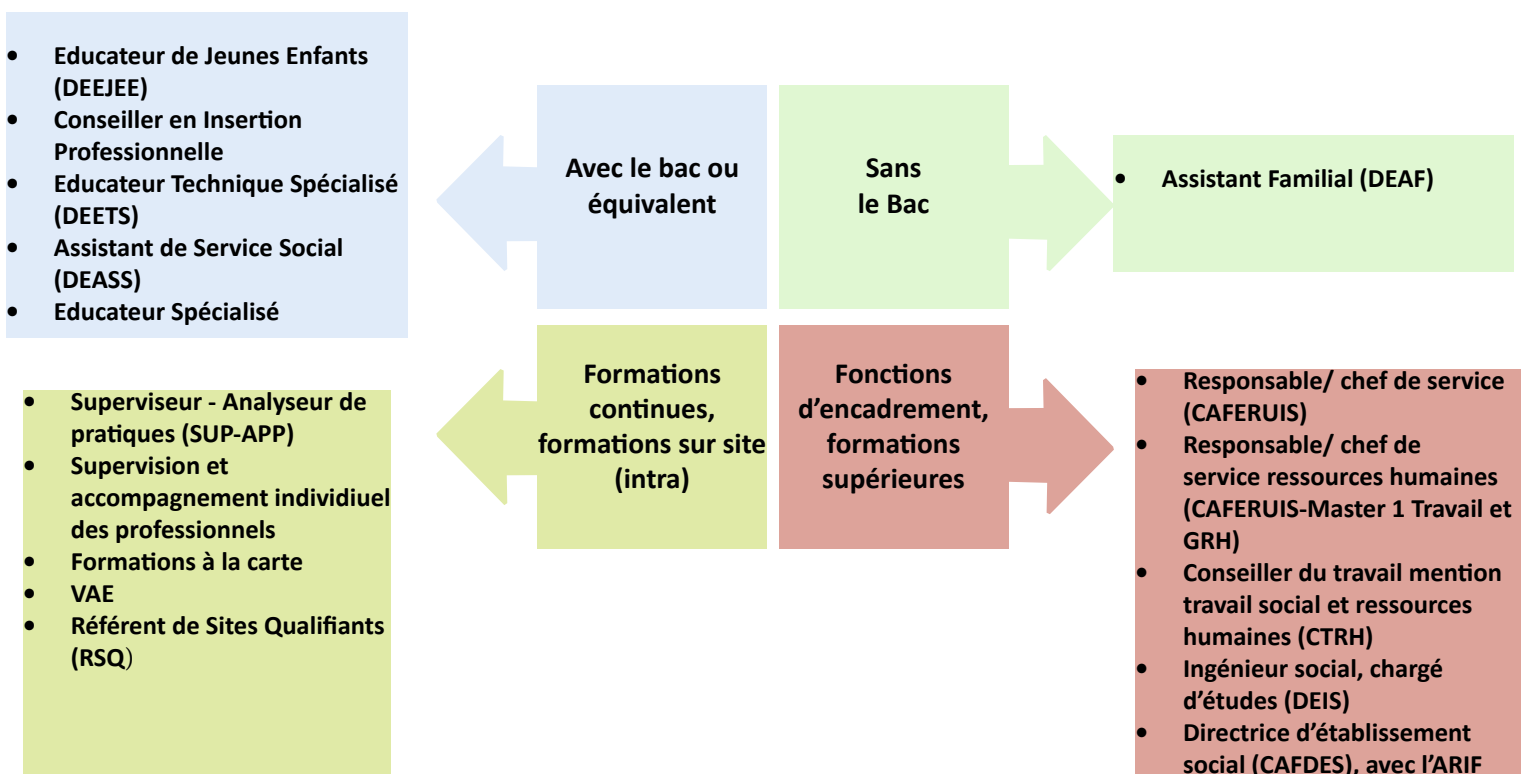 • Educateur de Jeunes Enfants
(DEEJEE)
• Conseiller en Insertion
Professionnelle
• Educateur Technique Spécialisé
(DEETS)
• Assistant de Service Social
(DEASS)
• Educateur Spécialisé
Avec le bac ou
équivalent
Sans
le Bac
• Assistant Familial (DEAF)
• Superviseur - Analyseur de
pratiques (SUP-APP)
• Supervision et
accompagnement individiuel
des professionnels
• Formations à la carte
• VAE
• Référent de Sites Qualifiants
(RSQ)
Formations
continues,
formations sur site
(intra)
Fonctions
d’encadrement,
formations
supérieures
• Responsable/ chef de service
(CAFERUIS)
• Responsable/ chef de
service ressources humaines
(CAFERUIS-Master 1 Travail et
GRH)
• Conseiller du travail mention
travail social et ressources
humaines (CTRH)
• Ingénieur social, chargé
d’études (DEIS)
• Directrice d’établissement
social (CAFDES), avec l’ARIF